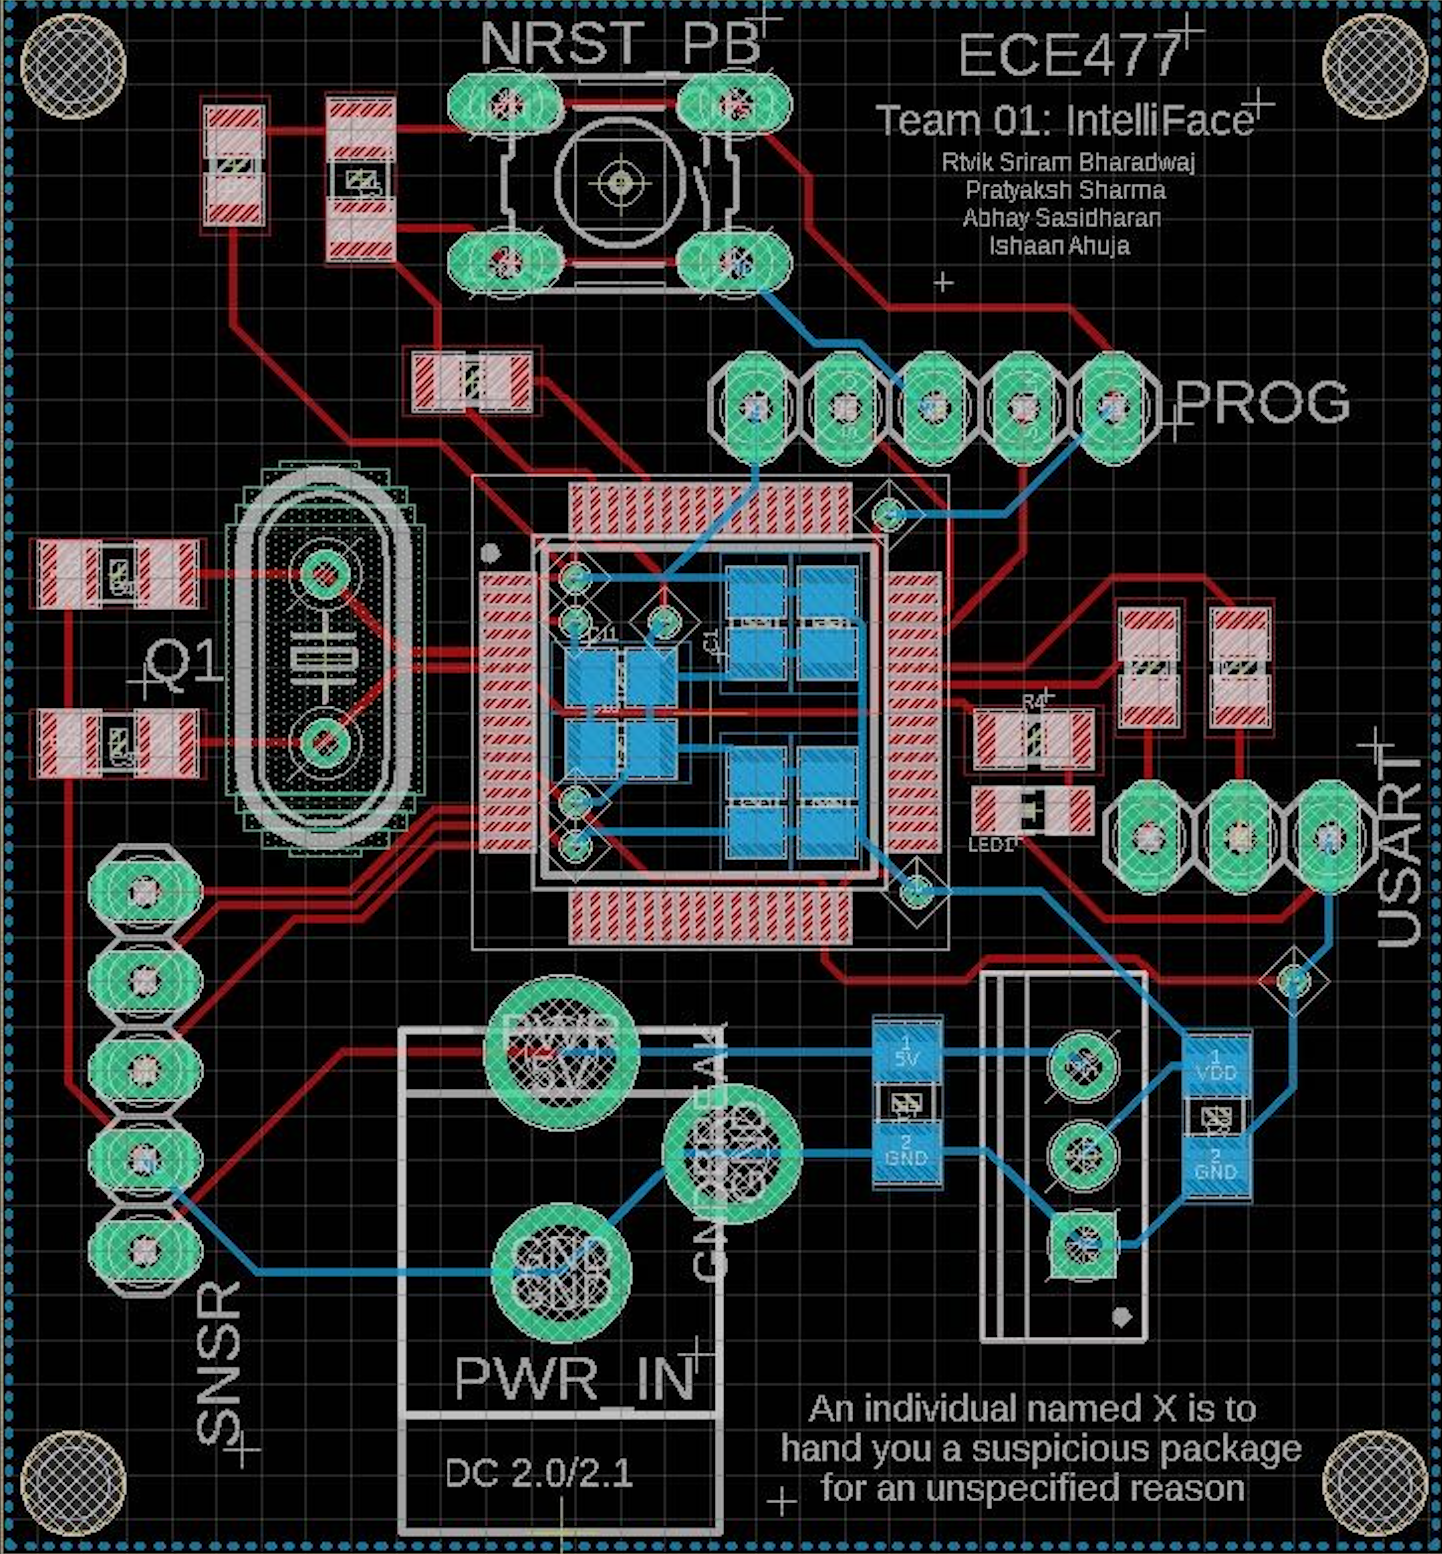 NRST_PB
ECE477
Team 01: IntelliFace
Rtvik Sriram Bharadwaj
Pratyaksh Sharma
Abhay Sasidharan
Ishaan Ahuja
PROG
Q1
R4
LED1
USART
PWR
5V
1
5V
2
GND
1
VDD
2
GND
GND
GND
SNSR
PWR_IN
DC 2.0/2.1
An individual named X is to
hand you a suspicious package
for an unspecified reason